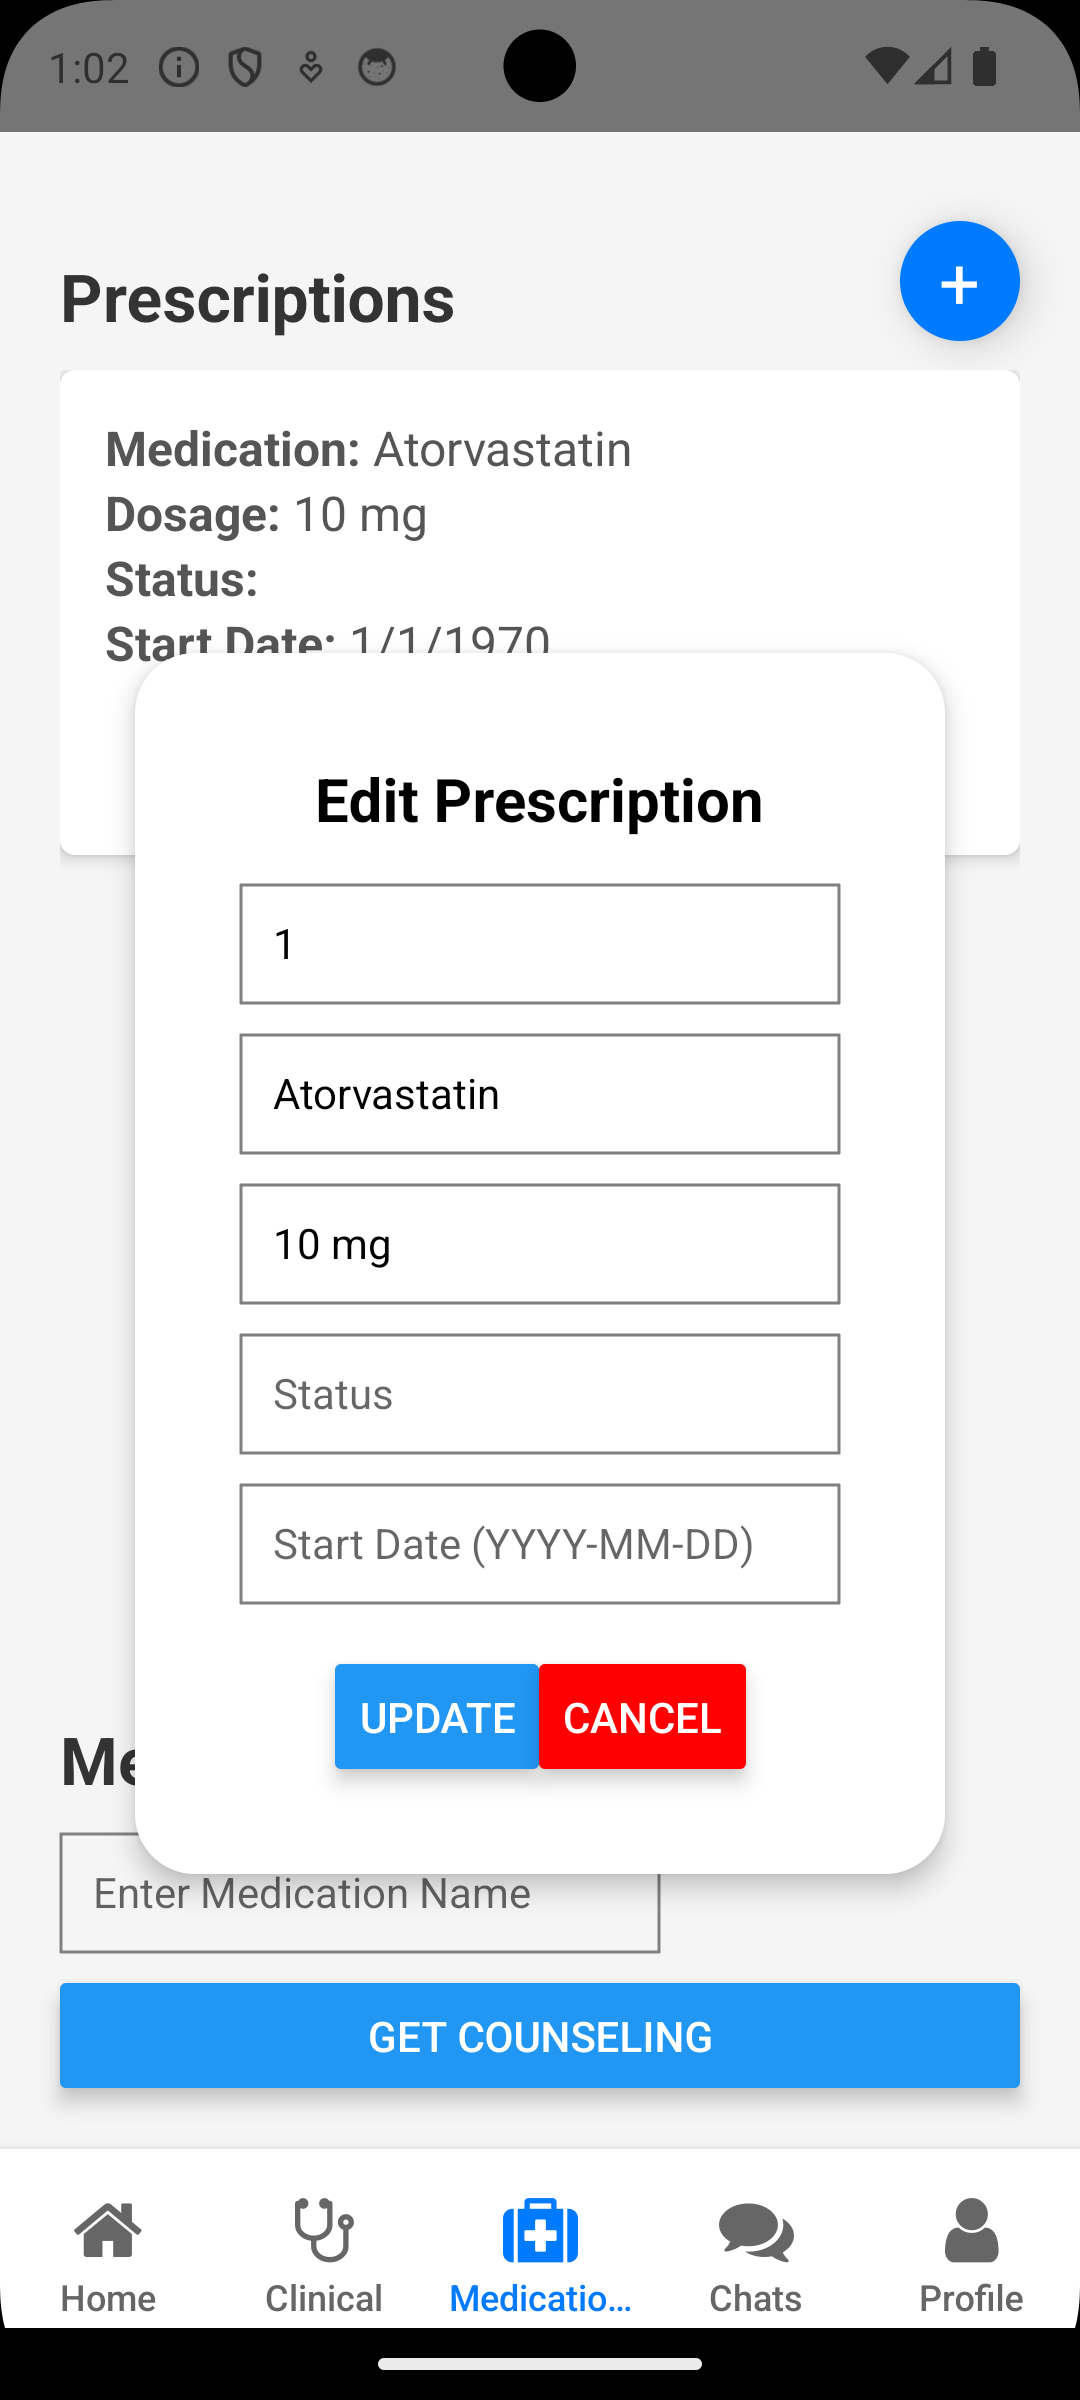 1:02
Prescriptions
+
Medication: Atorvastatin
Dosage: 10 mg
Status:
Start Date: 1/1/1970
Edit Prescription
1
Atorvastatin
10 mg
Status
Start Date (YYYY-MM-DD)
UPDATE CANCEL
Me
Enter Medication Name
GET COUNSELING
Home Clinical Medicatio... Chats Profile